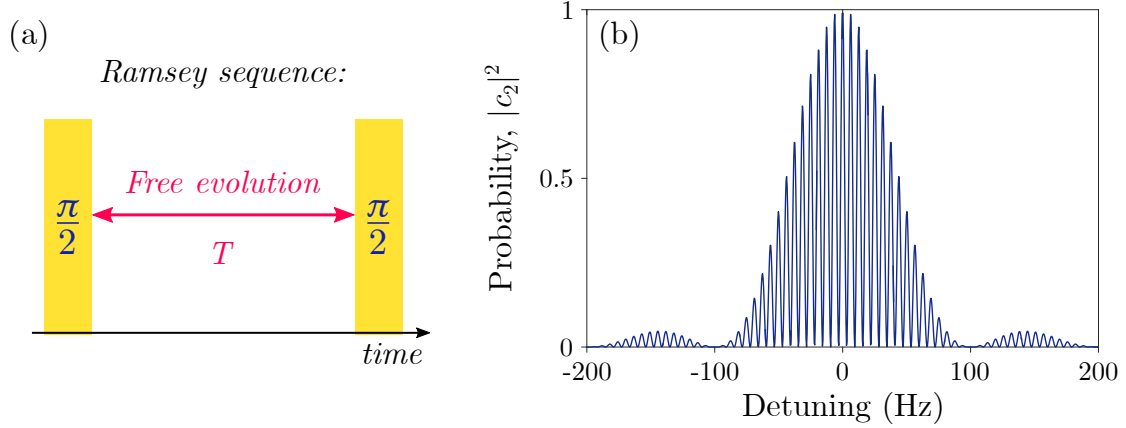 (a)
Ramsey sequence:
π/2
Free evolution
T
π/2
time
(b)
Probability, |c₂|²
1
0.5
0
-200
-100
0
100
200
Detuning (Hz)